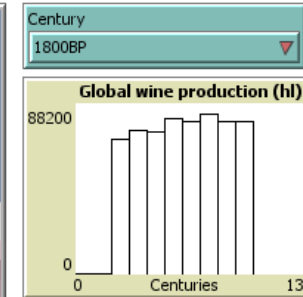 Century
1800BP
Global wine production (hl)
88200
0
0 Centuries 13